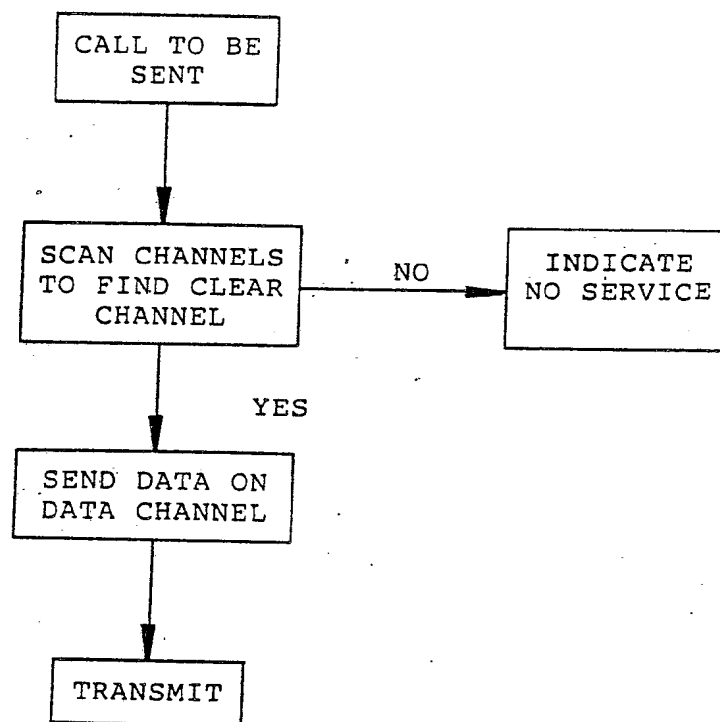 CALL TO BE
SENT
SCAN CHANNELS
TO FIND CLEAR
CHANNEL
NO
INDICATE
NO SERVICE
YES
SEND DATA ON
DATA CHANNEL
TRANSMIT